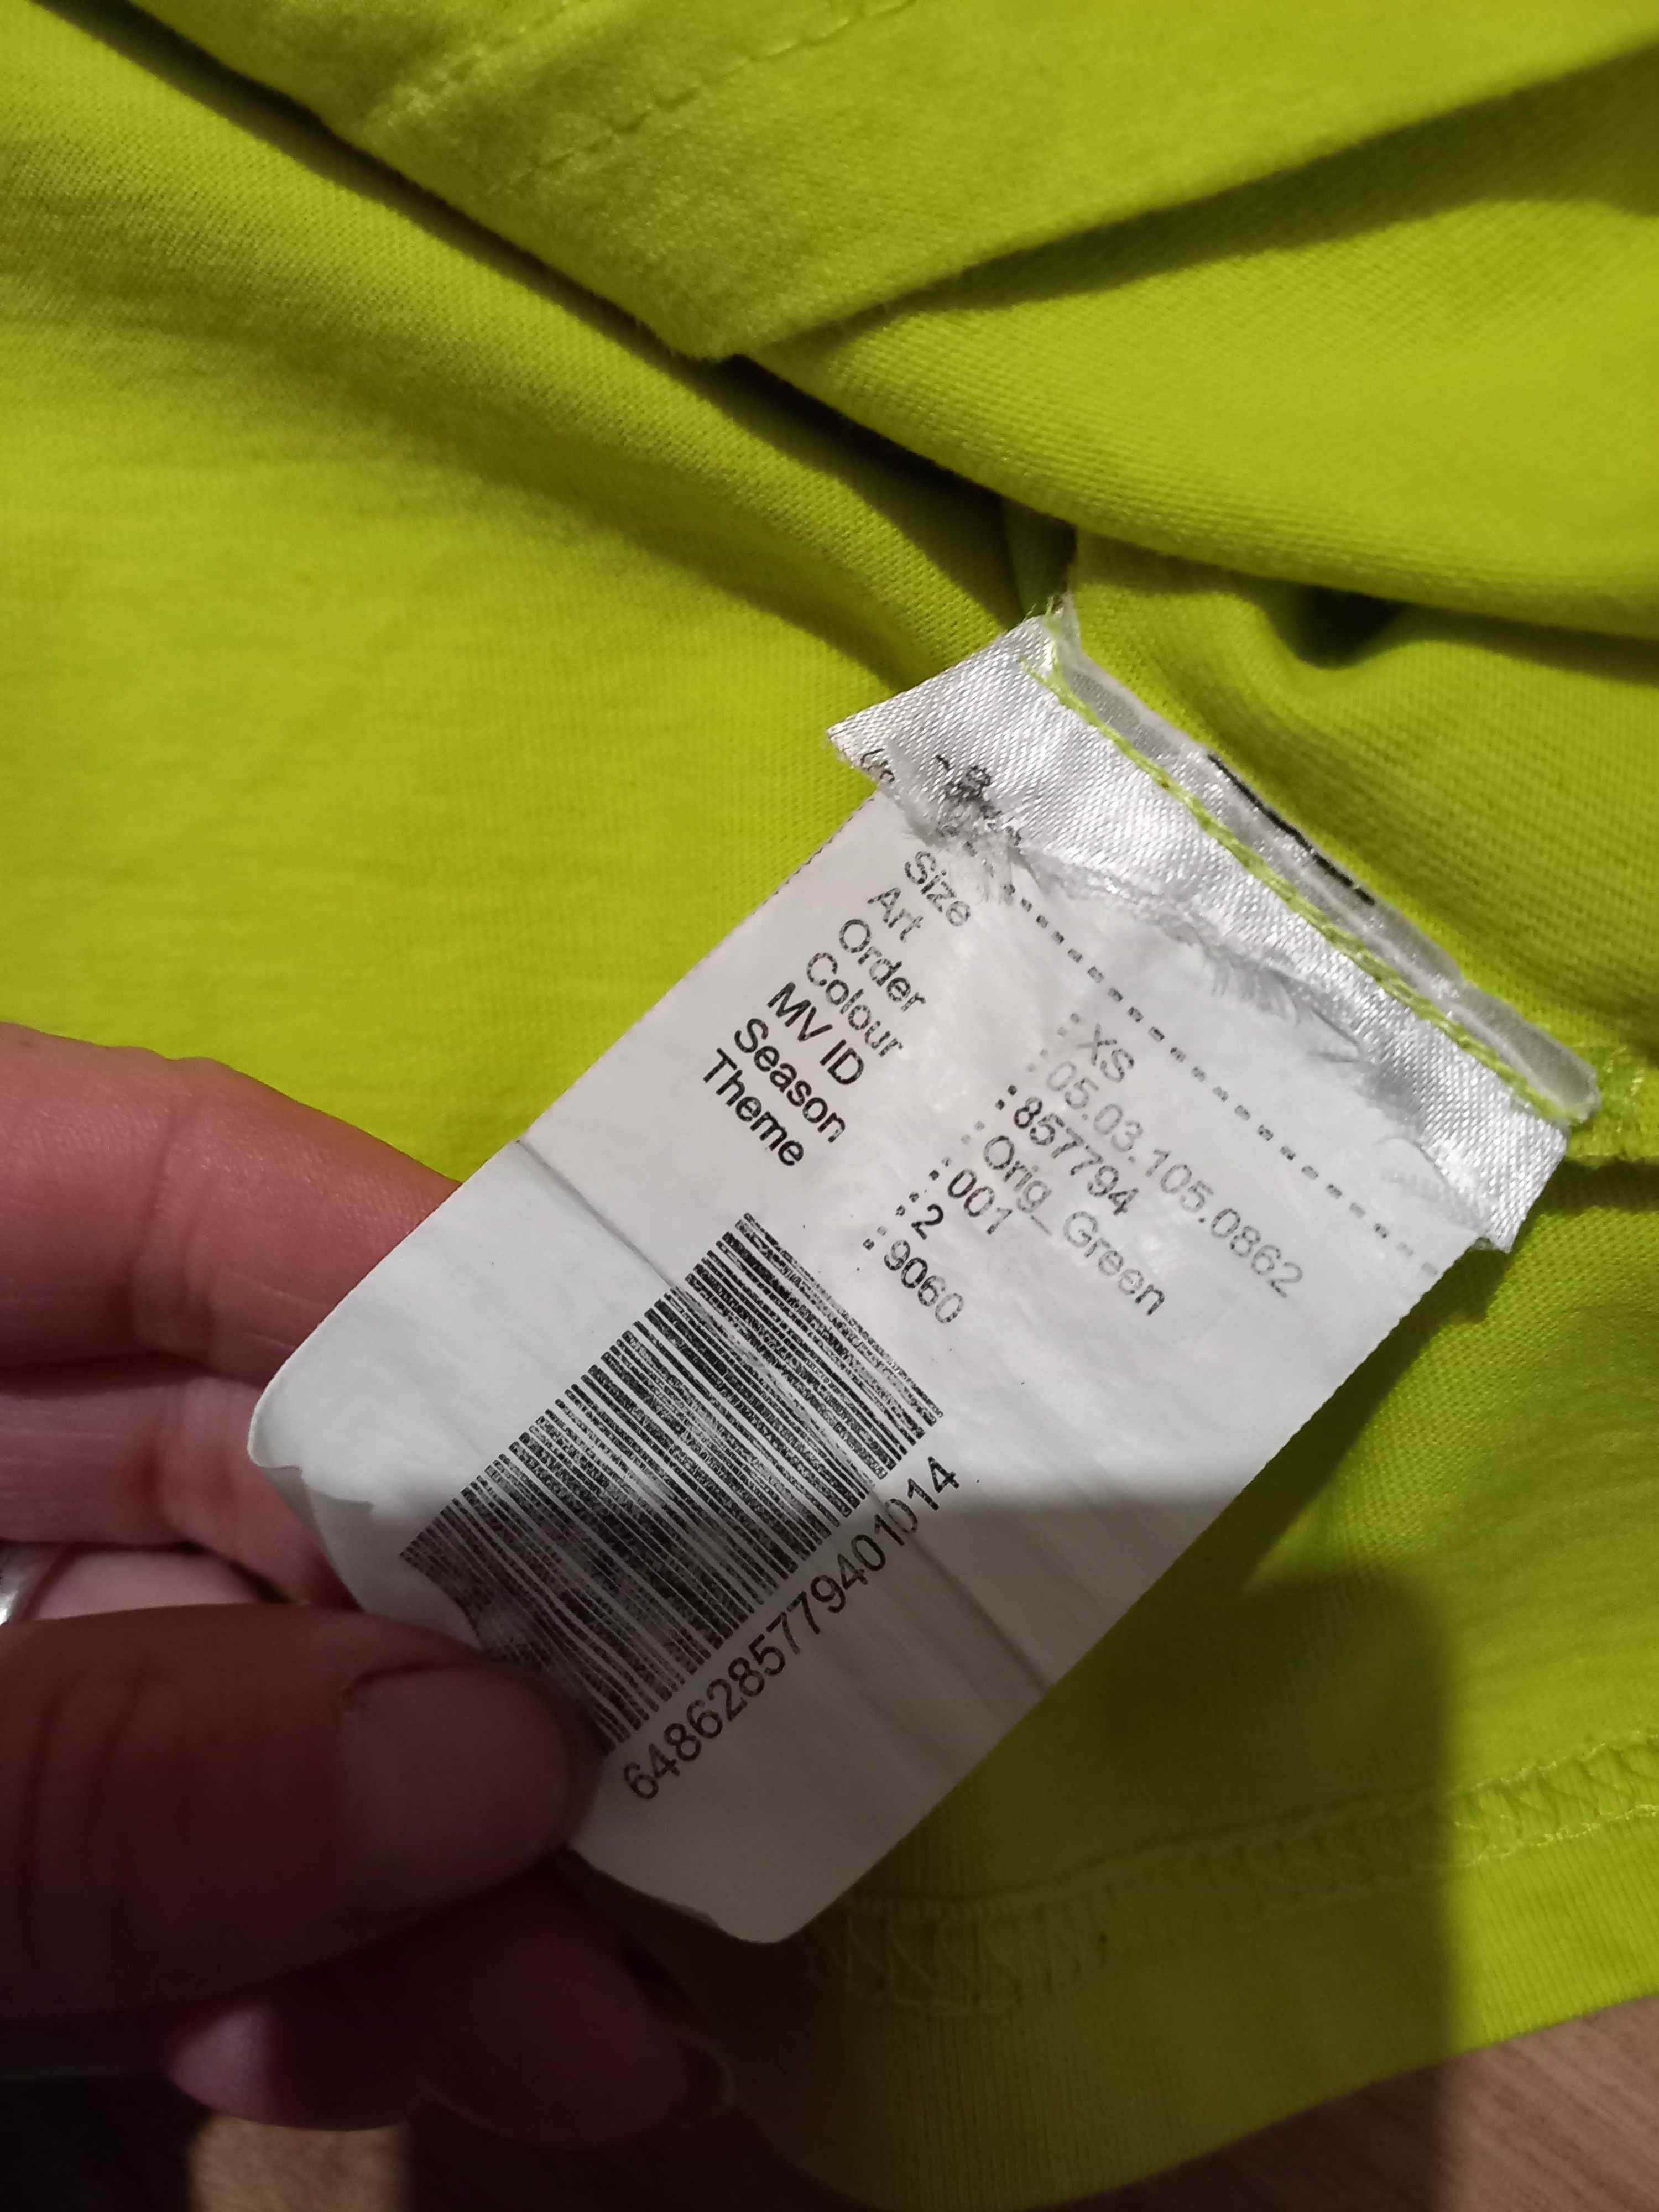 Size : XS
Art : 05.03.105.0862
Order : 857794
Colour : Orig_Green
MV ID : 001
Season : 2
Theme : 9060
6486285779401014